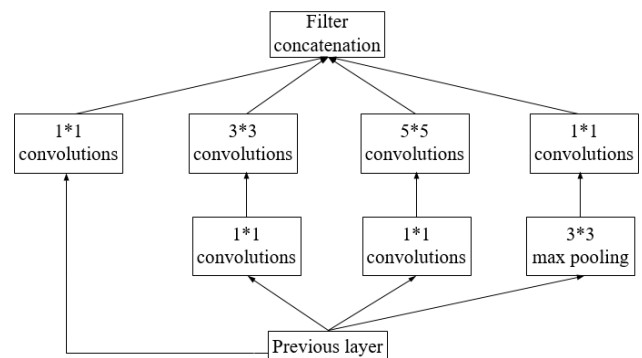 Filter
concatenation
1*1
convolutions
3*3
convolutions
5*5
convolutions
1*1
convolutions
1*1
convolutions
1*1
convolutions
3*3
max pooling
Previous layer